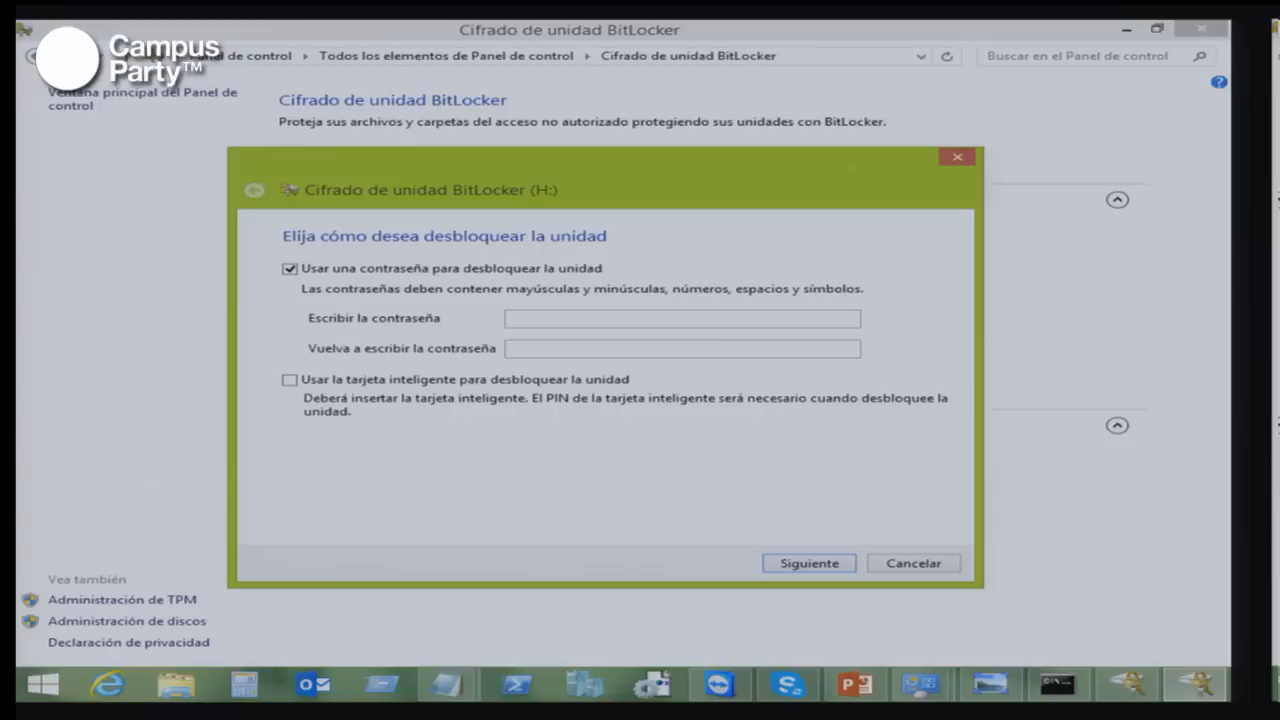 Cifrado de unidad BitLocker
Campus
Party™
de control
Todos los elementos de Panel de control
Cifrado de unidad BitLocker
Buscar en el Panel de control
Ventana principal del Panel de
control
Cifrado de unidad BitLocker
Proteja sus archivos y carpetas del acceso no autorizado protegiendo sus unidades con BitLocker.
Cifrado de unidad BitLocker (H:)
Elija cómo desea desbloquear la unidad
Usar una contraseña para desbloquear la unidad
Las contraseñas deben contener mayúsculas y minúsculas, números, espacios y símbolos.
Escribir la contraseña
Vuelva a escribir la contraseña
Usar la tarjeta inteligente para desbloquear la unidad
Deberá insertar la tarjeta inteligente. El PIN de la tarjeta inteligente será necesario cuando desbloquee la
unidad.
Siguiente
Cancelar
Vea también
Administración de TPM
Administración de discos
Declaración de privacidad